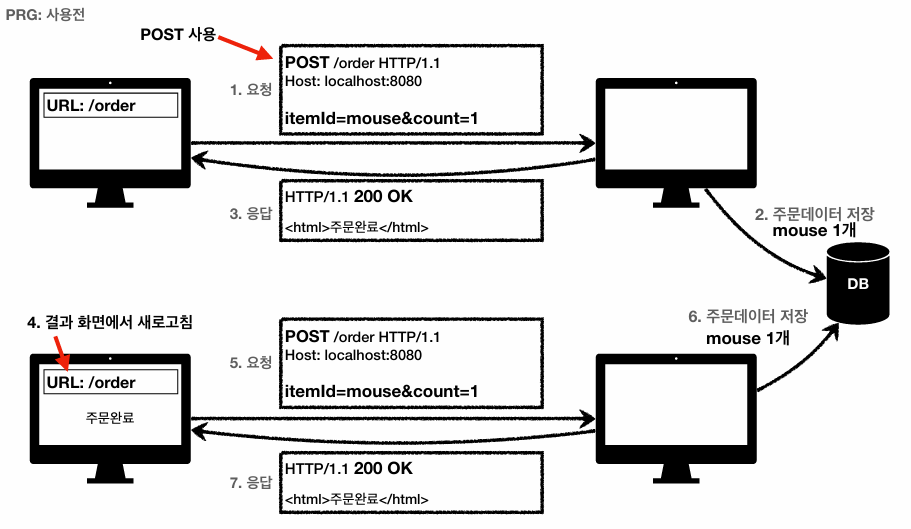 PRG: 사용전
POST 사용
1. 요청
POST /order HTTP/1.1
Host: localhost:8080
itemId=mouse&count=1
URL: /order
3. 응답
HTTP/1.1 200 OK
<html>주문완료</html>
2. 주문데이터 저장
mouse 1개
DB
4. 결과 화면에서 새로고침
URL: /order
주문완료
5. 요청
POST /order HTTP/1.1
Host: localhost:8080
itemId=mouse&count=1
6. 주문데이터 저장
mouse 1개
7. 응답
HTTP/1.1 200 OK
<html>주문완료</html>